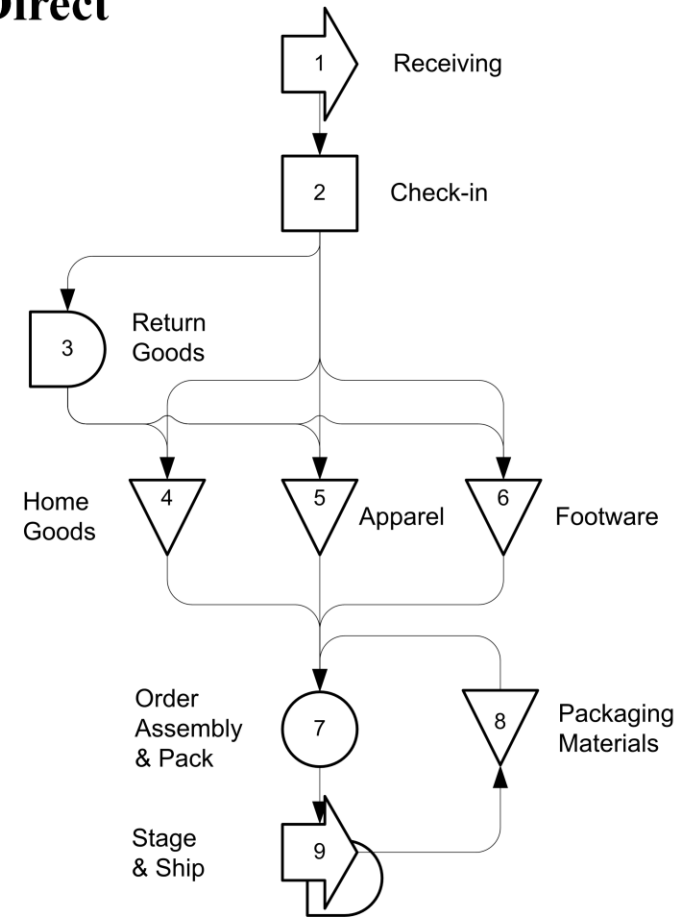 Direct
1
Receiving
2
Check-in
3
Return
Goods
4
Home
Goods
5
Apparel
6
Footware
Order
Assembly
& Pack
7
8
Packaging
Materials
Stage
& Ship
9